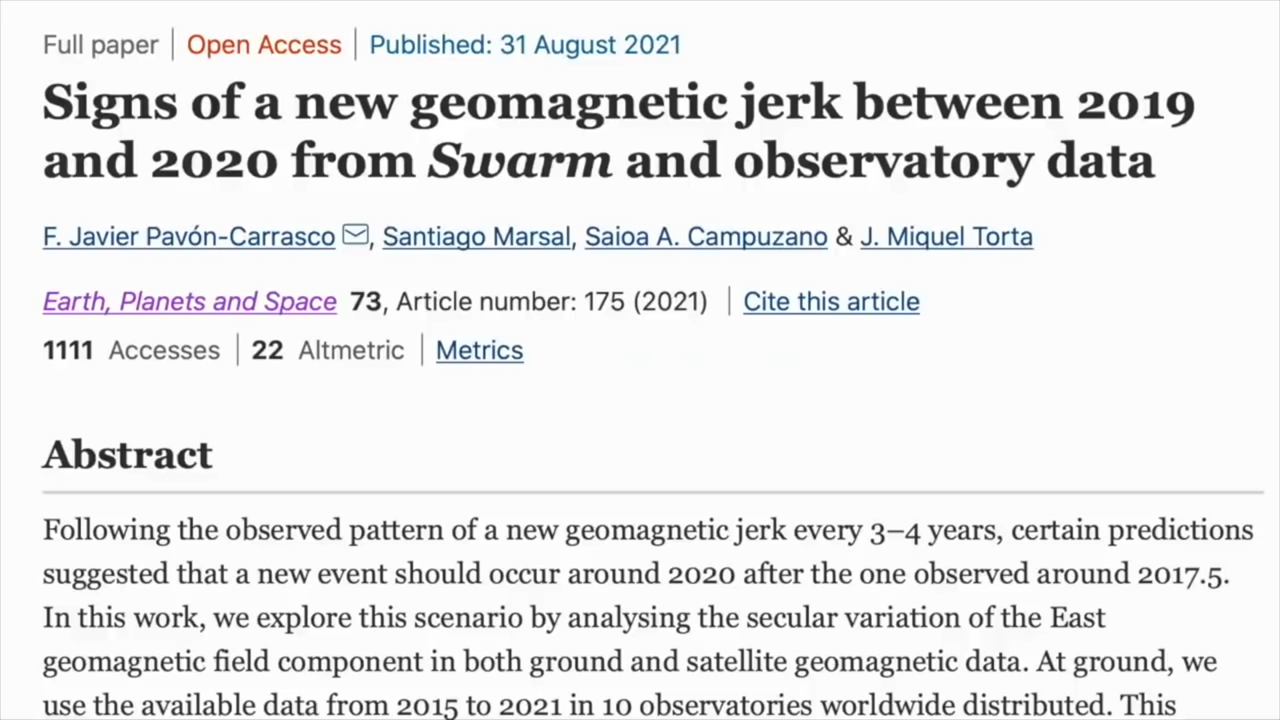 Full paper | Open Access | Published: 31 August 2021
Signs of a new geomagnetic jerk between 2019
and 2020 from Swarm and observatory data
F. Javier Pavón-Carrasco, Santiago Marsal, Saioa A. Campuzano & J. Miquel Torta
Earth, Planets and Space 73, Article number: 175 (2021) | Cite this article
1111 Accesses | 22 Altmetric | Metrics
Abstract
Following the observed pattern of a new geomagnetic jerk every 3–4 years, certain predictions
suggested that a new event should occur around 2020 after the one observed around 2017.5.
In this work, we explore this scenario by analysing the secular variation of the East
geomagnetic field component in both ground and satellite geomagnetic data. At ground, we
use the available data from 2015 to 2021 in 10 observatories worldwide distributed. This